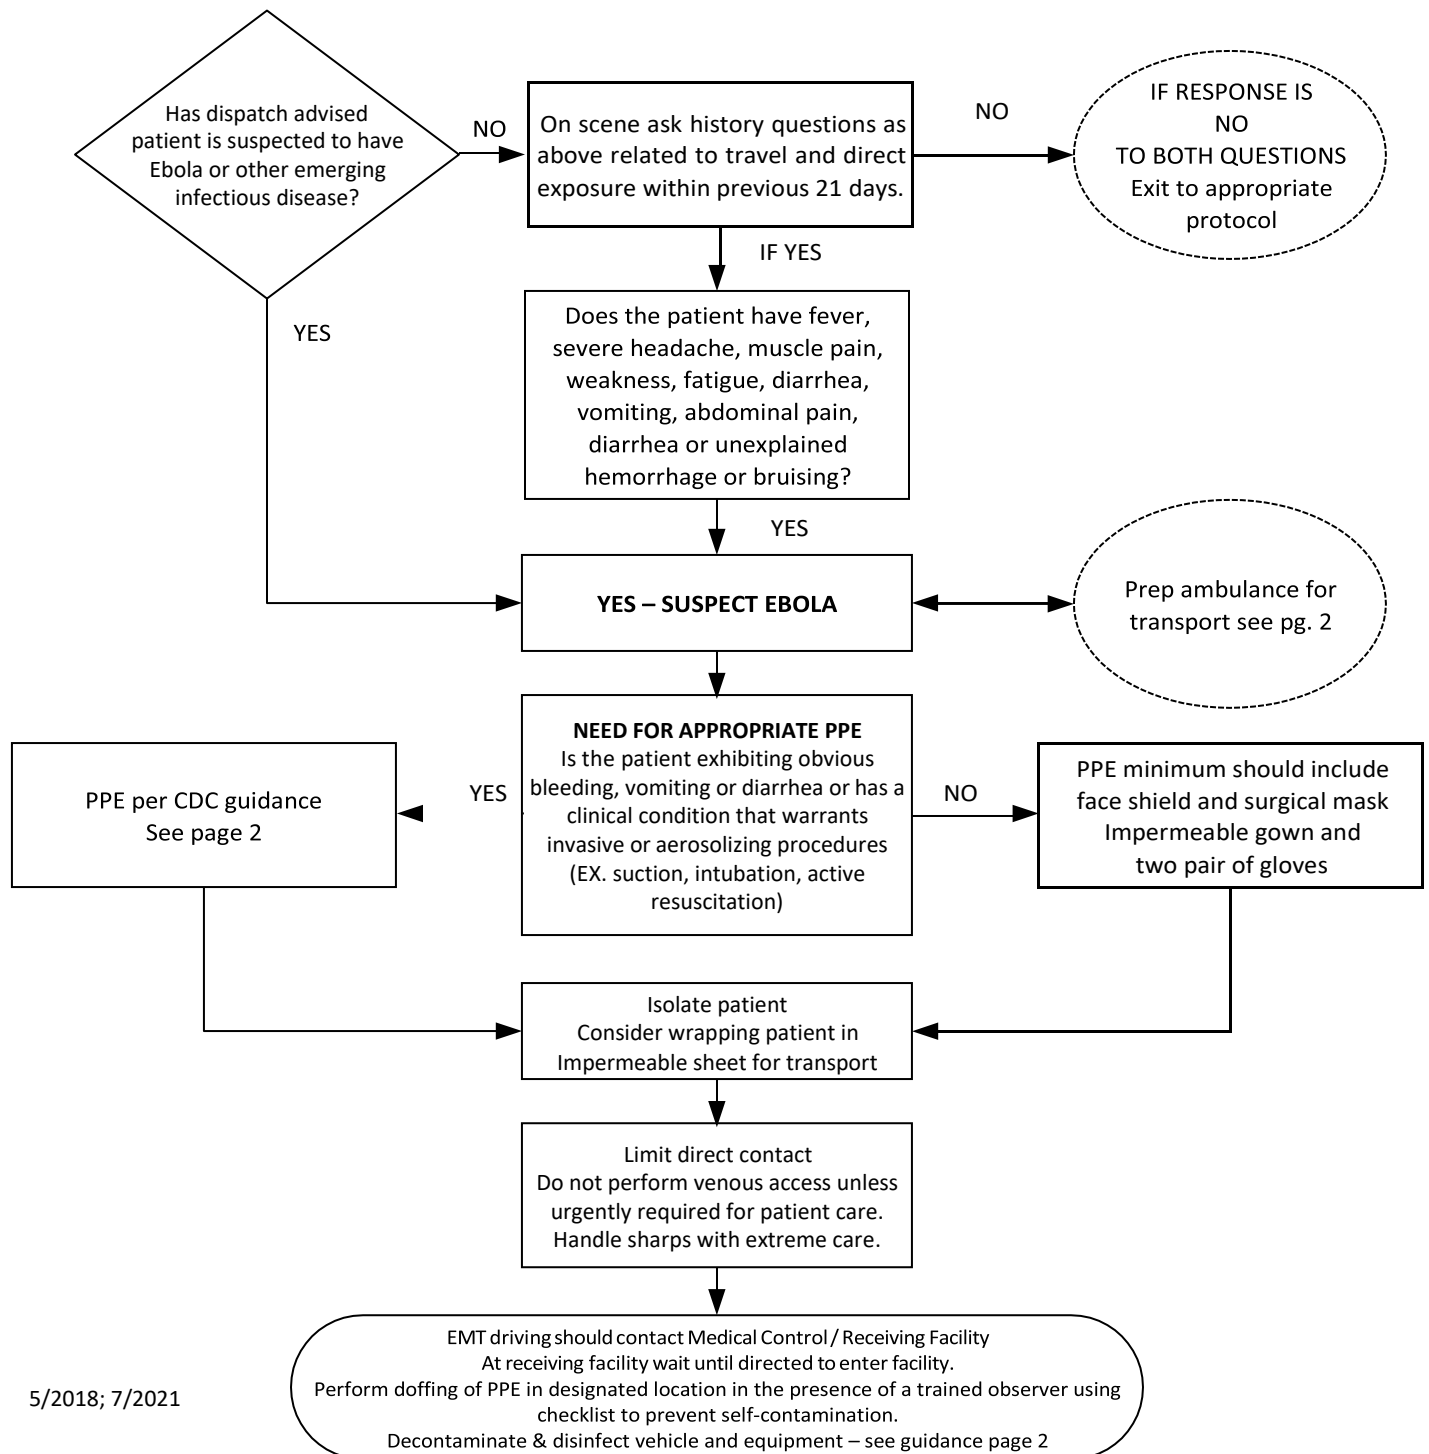 Has dispatch advised
patient is suspected to have
Ebola or other emerging
infectious disease?
NO
On scene ask history questions as
above related to travel and direct
exposure within previous 21 days.
NO
IF RESPONSE IS
NO
TO BOTH QUESTIONS
Exit to appropriate
protocol
IF YES
YES
Does the patient have fever,
severe headache, muscle pain,
weakness, fatigue, diarrhea,
vomiting, abdominal pain,
diarrhea or unexplained
hemorrhage or bruising?
YES
YES – SUSPECT EBOLA
Prep ambulance for
transport see pg. 2
NEED FOR APPROPRIATE PPE
Is the patient exhibiting obvious
bleeding, vomiting or diarrhea or has a
clinical condition that warrants
invasive or aerosolizing procedures
(EX. suction, intubation, active
resuscitation)
YES
PPE per CDC guidance
See page 2
NO
PPE minimum should include
face shield and surgical mask
Impermeable gown and
two pair of gloves
Isolate patient
Consider wrapping patient in
Impermeable sheet for transport
Limit direct contact
Do not perform venous access unless
urgently required for patient care.
Handle sharps with extreme care.
EMT driving should contact Medical Control / Receiving Facility
At receiving facility wait until directed to enter facility.
Perform doffing of PPE in designated location in the presence of a trained observer using
checklist to prevent self-contamination.
Decontaminate & disinfect vehicle and equipment – see guidance page 2
5/2018; 7/2021